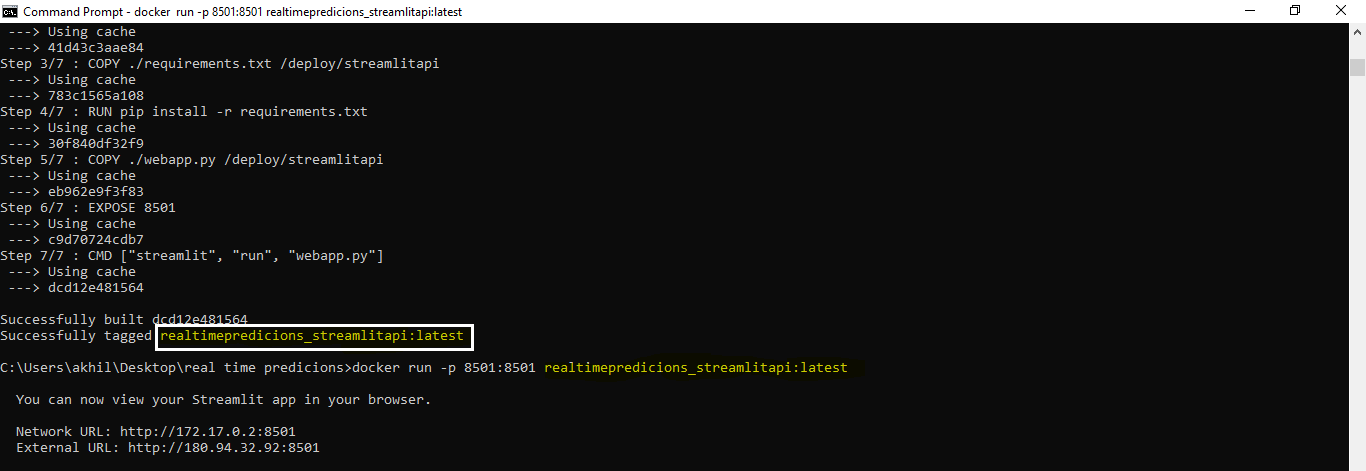 Command Prompt - docker  run -p 8501:8501 realtimepredicions_streamlitapi:latest
 ---> Using cache
 ---> 41d43c3aae84
Step 3/7 : COPY ./requirements.txt /deploy/streamlitapi
 ---> Using cache
 ---> 783c1565a108
Step 4/7 : RUN pip install -r requirements.txt
 ---> Using cache
 ---> 30f840df32f9
Step 5/7 : COPY ./webapp.py /deploy/streamlitapi
 ---> Using cache
 ---> eb962e9f3f83
Step 6/7 : EXPOSE 8501
 ---> Using cache
 ---> c9d70724cdb7
Step 7/7 : CMD ["streamlit", "run", "webapp.py"]
 ---> Using cache
 ---> dcd12e481564
Successfully built dcd12e481564
Successfully tagged realtimepredicions_streamlitapi:latest
C:\Users\akhil\Desktop\real time predicions>docker run -p 8501:8501 realtimepredicions_streamlitapi:latest
  You can now view your Streamlit app in your browser.
  Network URL: http://172.17.0.2:8501
  External URL: http://180.94.32.92:8501